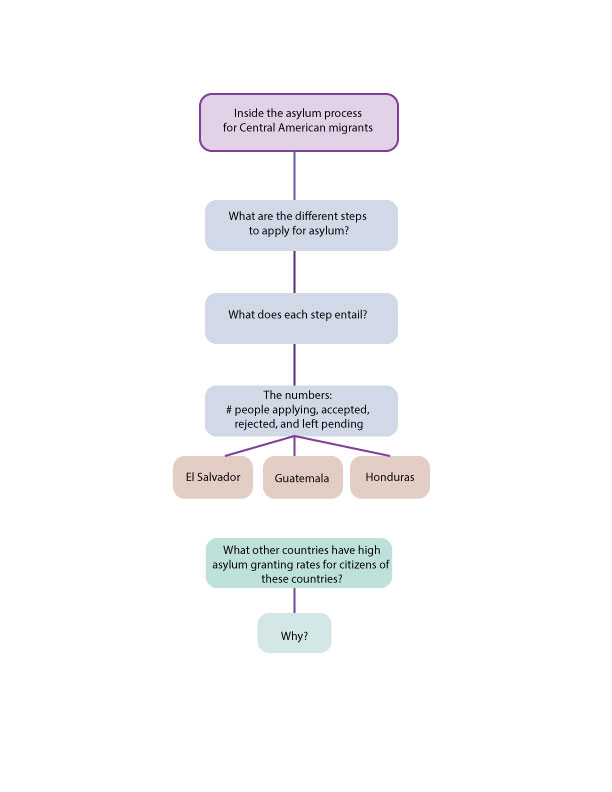 Inside the asylum process
for Central American migrants
What are the different steps
to apply for asylum?
What does each step entail?
The numbers:
# people applying, accepted,
rejected, and left pending
El Salvador
Guatemala
Honduras
What other countries have high
asylum granting rates for citizens of
these countries?
Why?